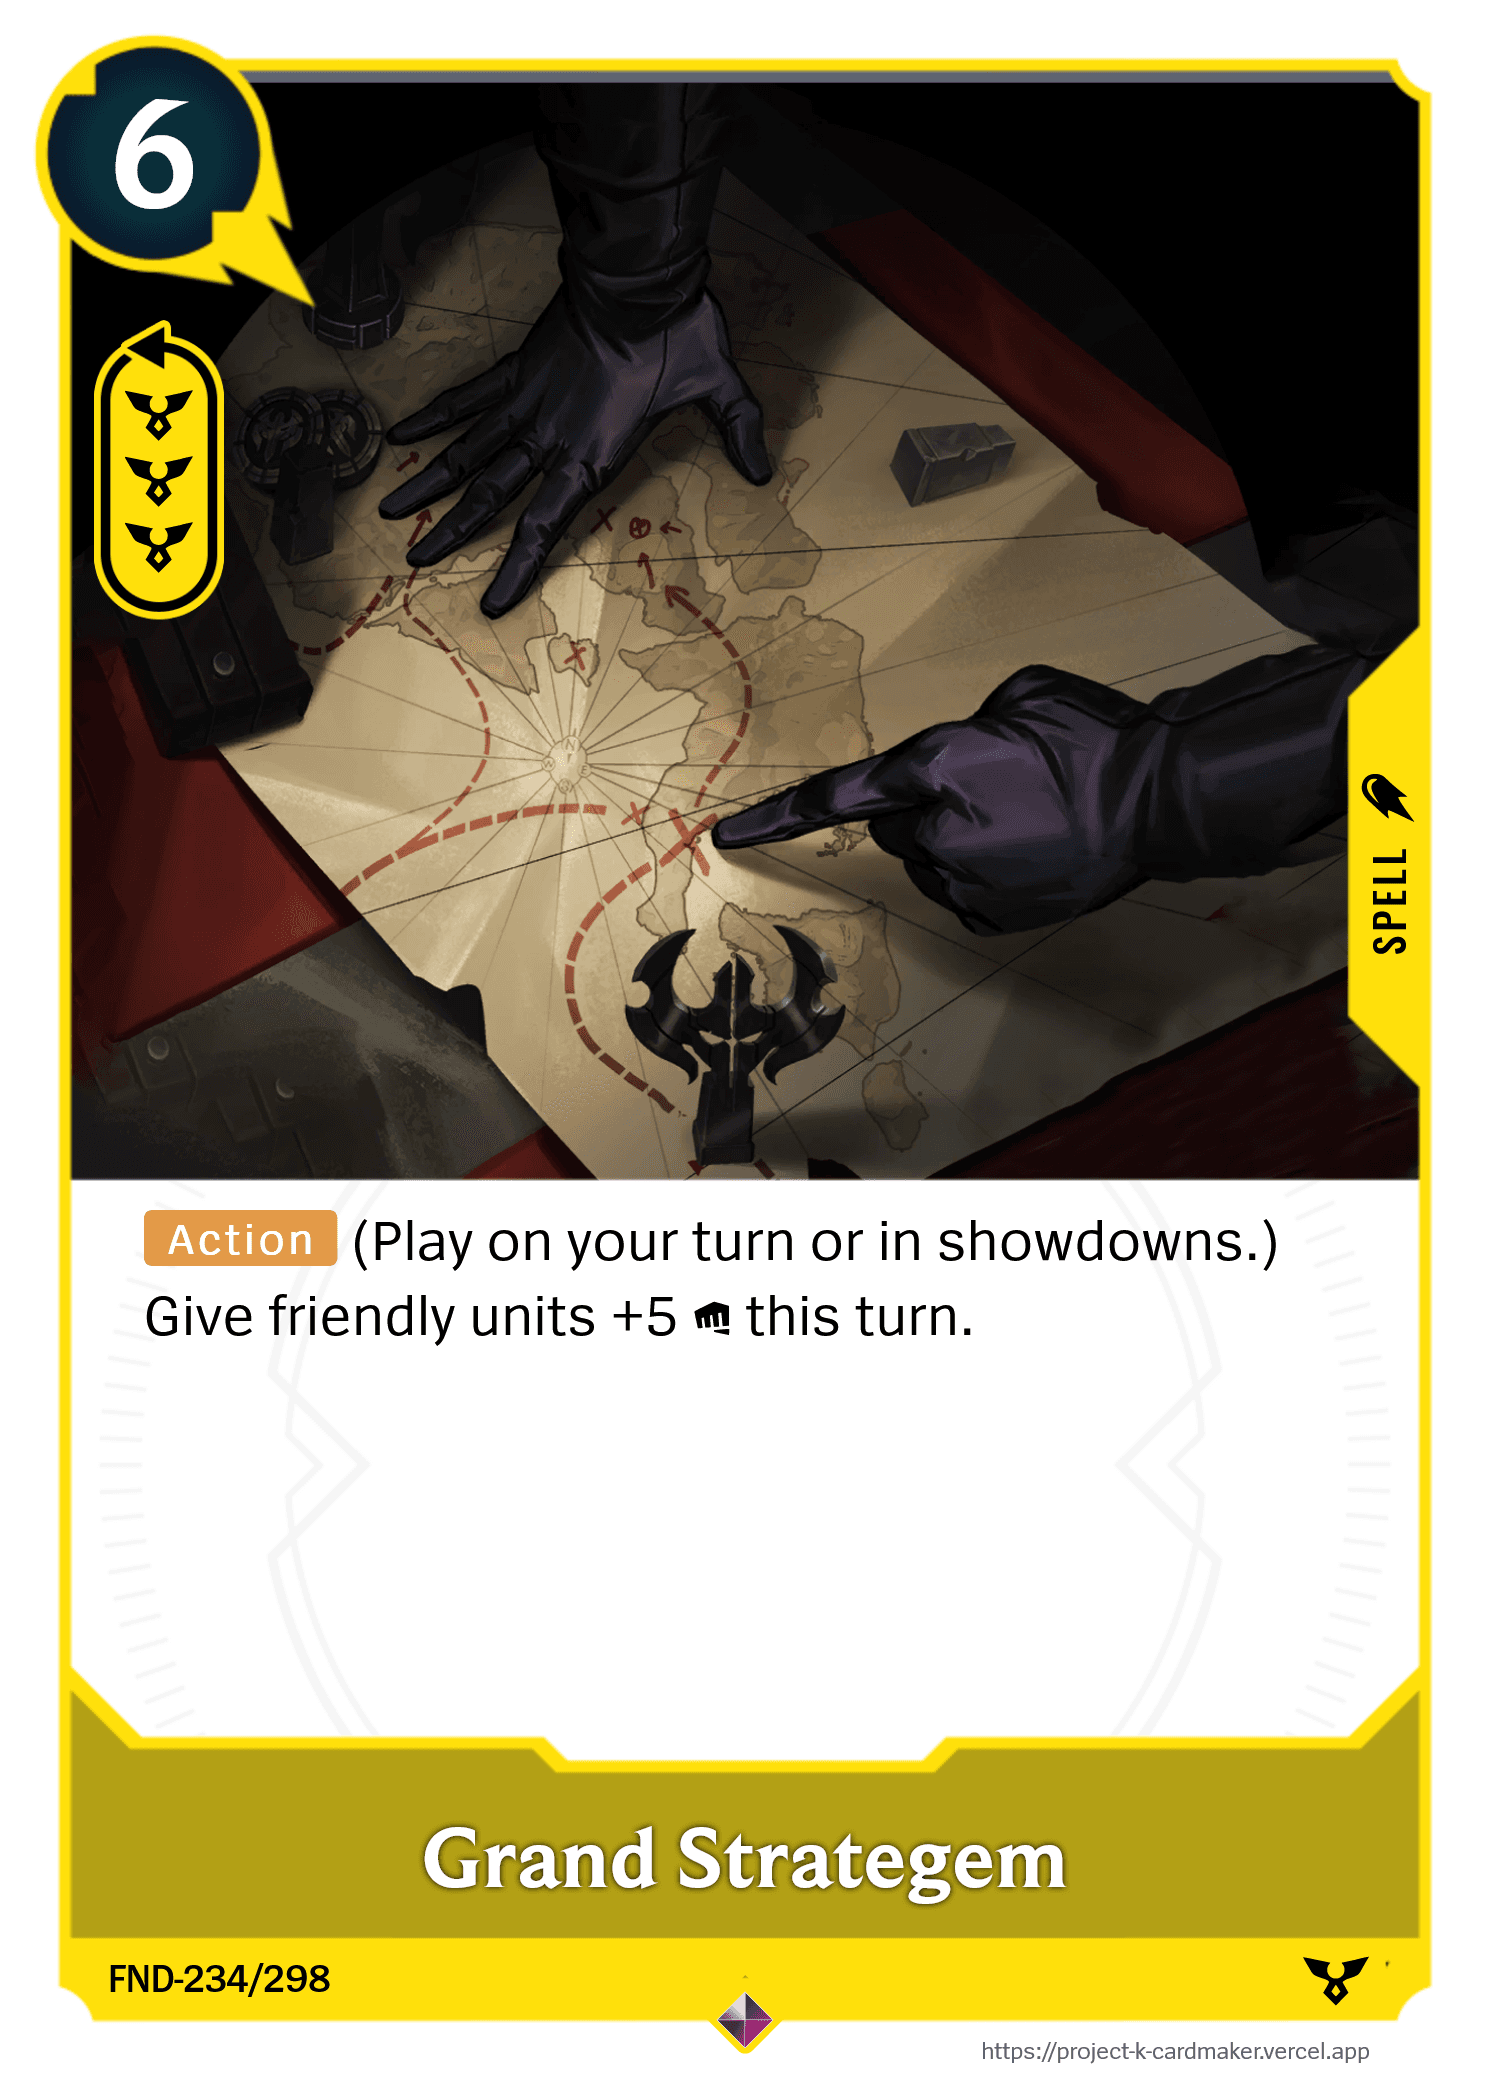 6
SPELL
Action (Play on your turn or in showdowns.)
Give friendly units +5 this turn.
Grand Strategem
FND-234/298
https://project-k-cardmaker.vercel.app